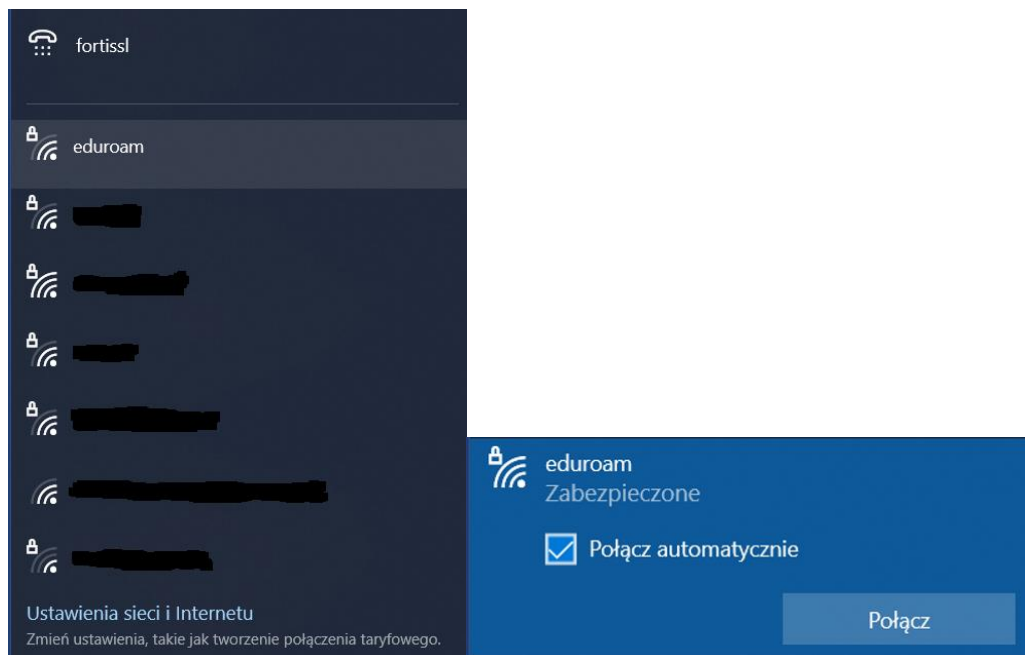 fortissl
eduroam
Ustawienia sieci i Internetu
Zmień ustawienia, takie jak tworzenie połączenia taryfowego.
eduroam
Zabezpieczone
Połącz automatycznie
Połącz